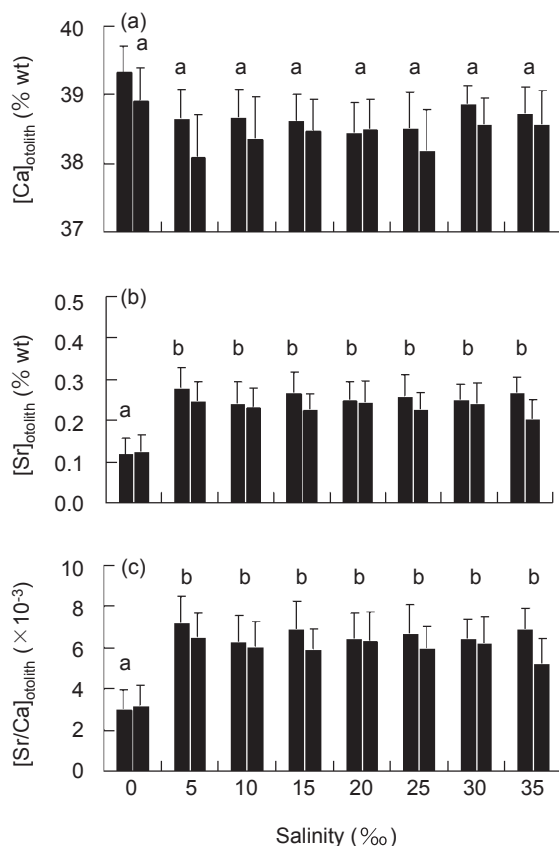 (a)
40
39
38
37
[Ca]otolith (% wt)
a a a a a a a a
(b)
0.5
0.4
0.3
0.2
0.1
0.0
[Sr]otolith (% wt)
a b b b b b b b
(c)
10
8
6
4
2
0
[Sr/Ca]otolith (×10-3)
a b b b b b b b
0 5 10 15 20 25 30 35
Salinity (‰)